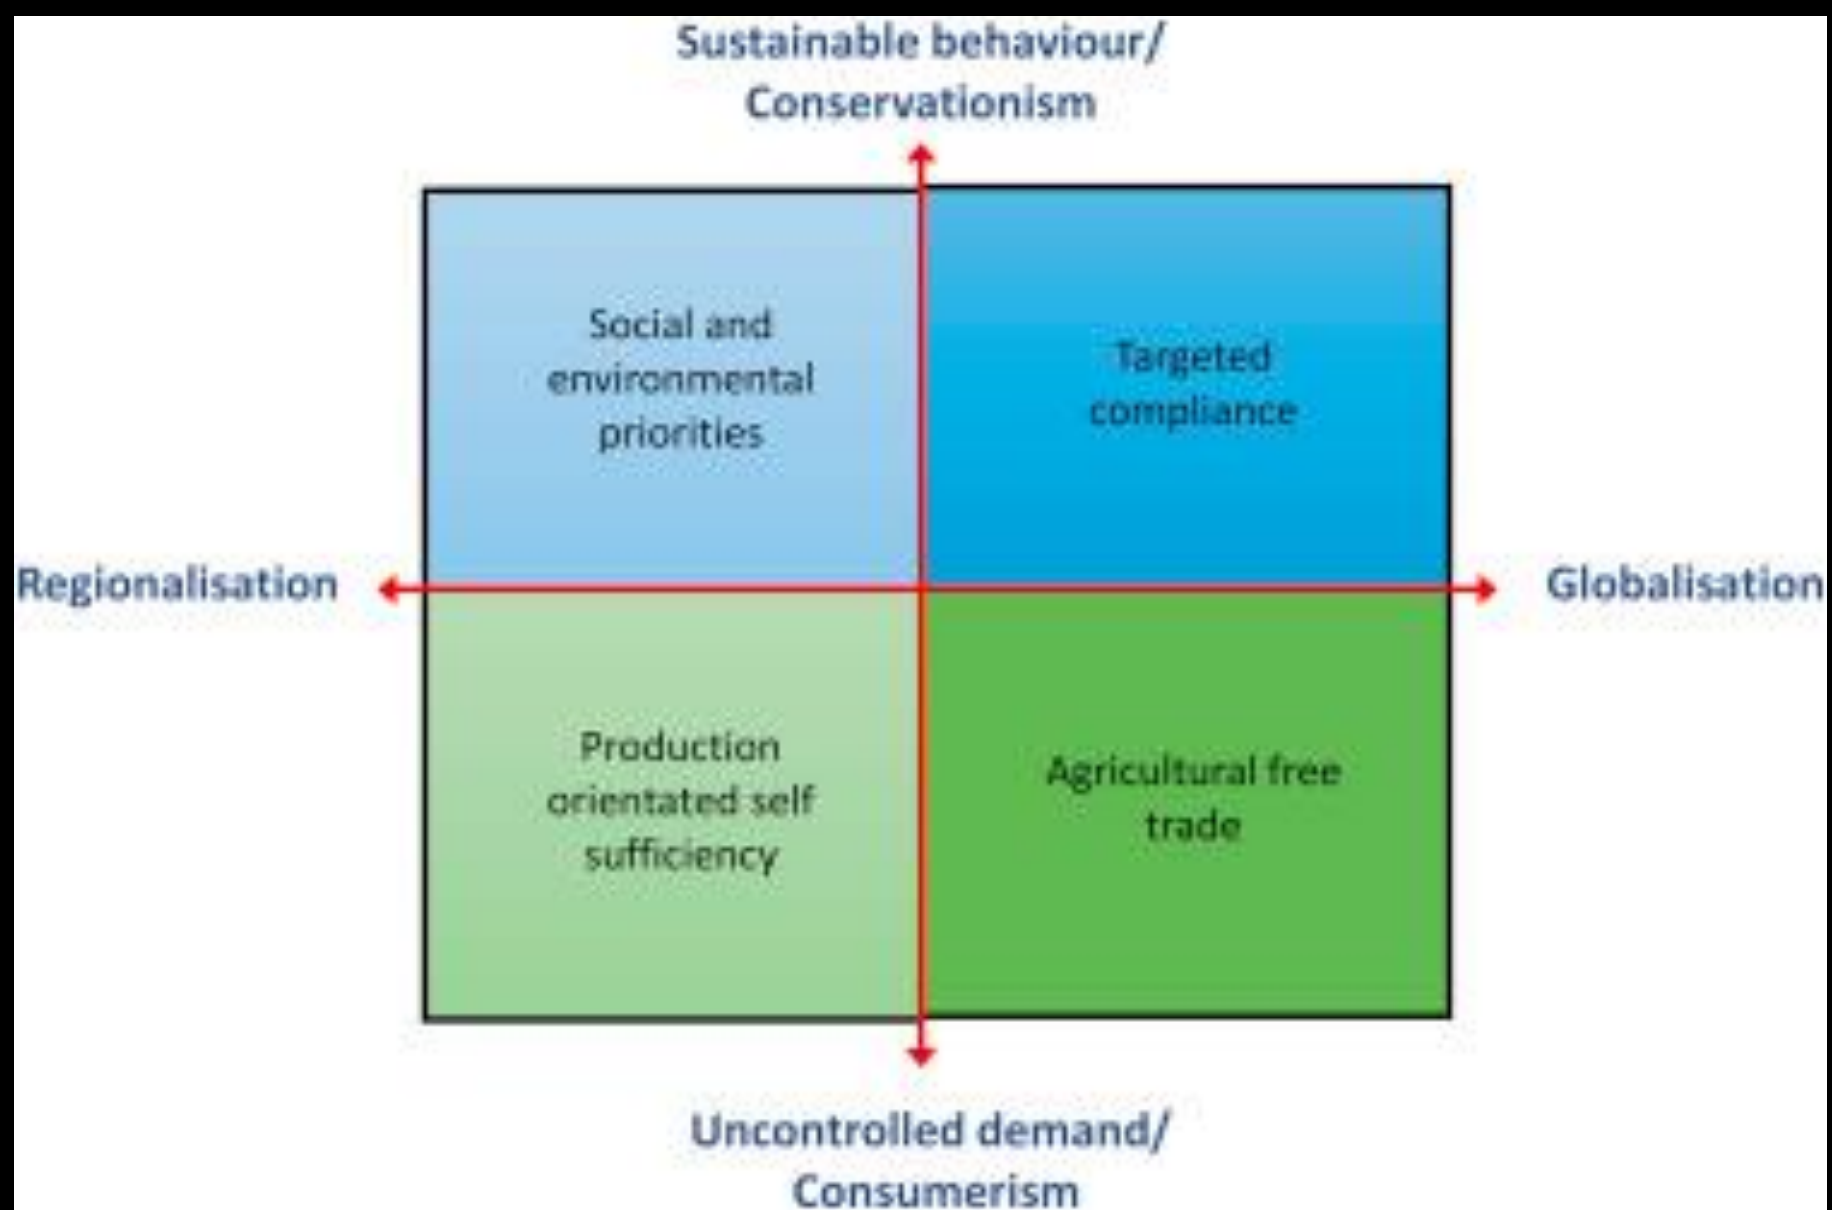 Sustainable behaviour/
Conservationism
Social and
environmental
priorities
Targeted
compliance
Regionalisation
Globalisation
Production
orientated self
sufficiency
Agricultural free
trade
Uncontrolled demand/
Consumerism